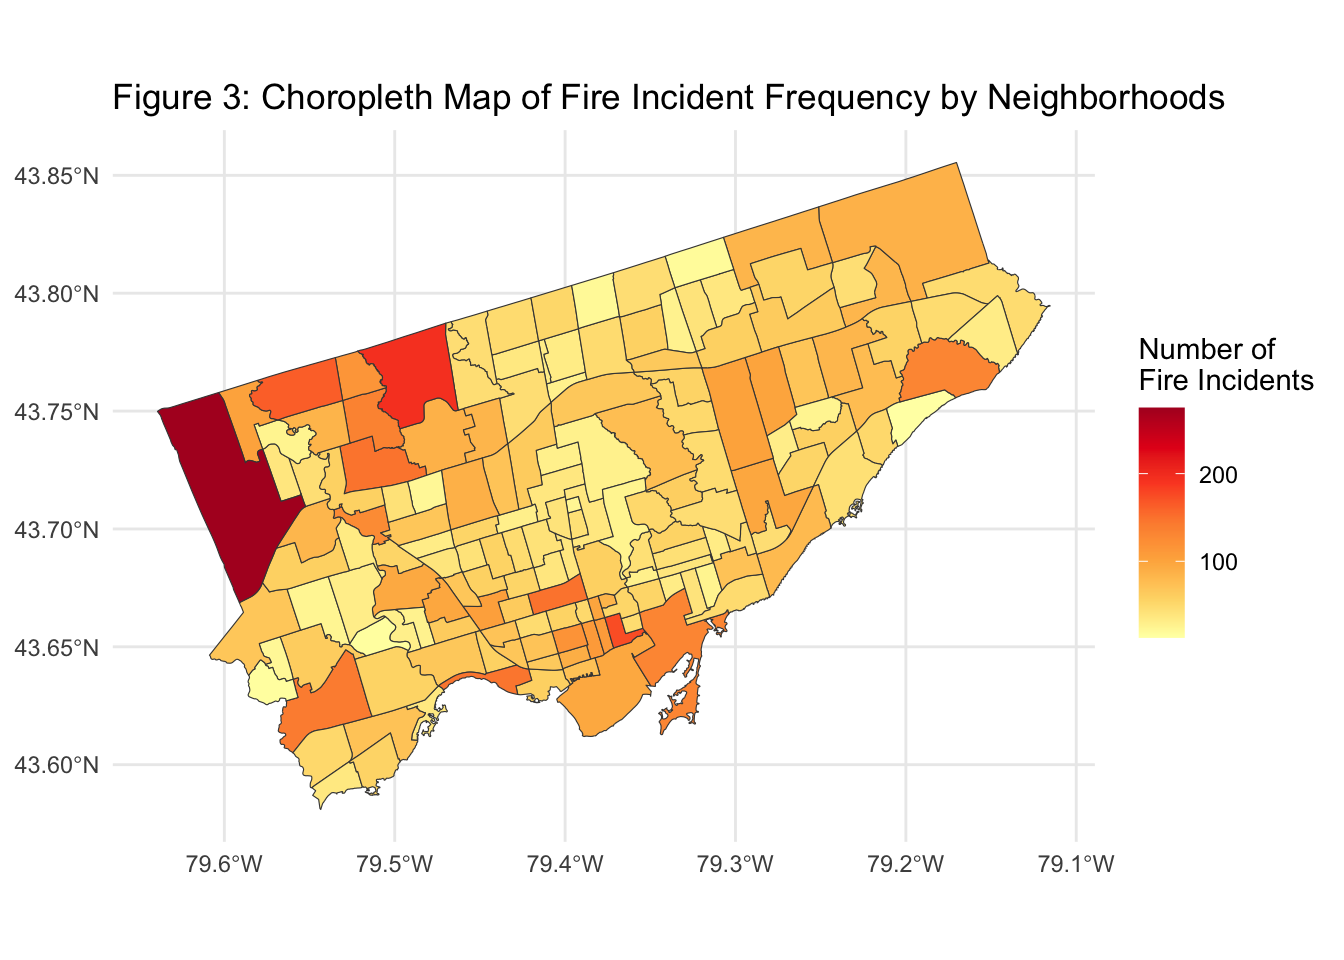 Figure 3: Choropleth Map of Fire Incident Frequency by Neighborhoods
43.85°N
43.80°N
43.75°N
43.70°N
43.65°N
43.60°N
79.6°W
79.5°W
79.4°W
79.3°W
79.2°W
79.1°W
Number of
Fire Incidents
200
100